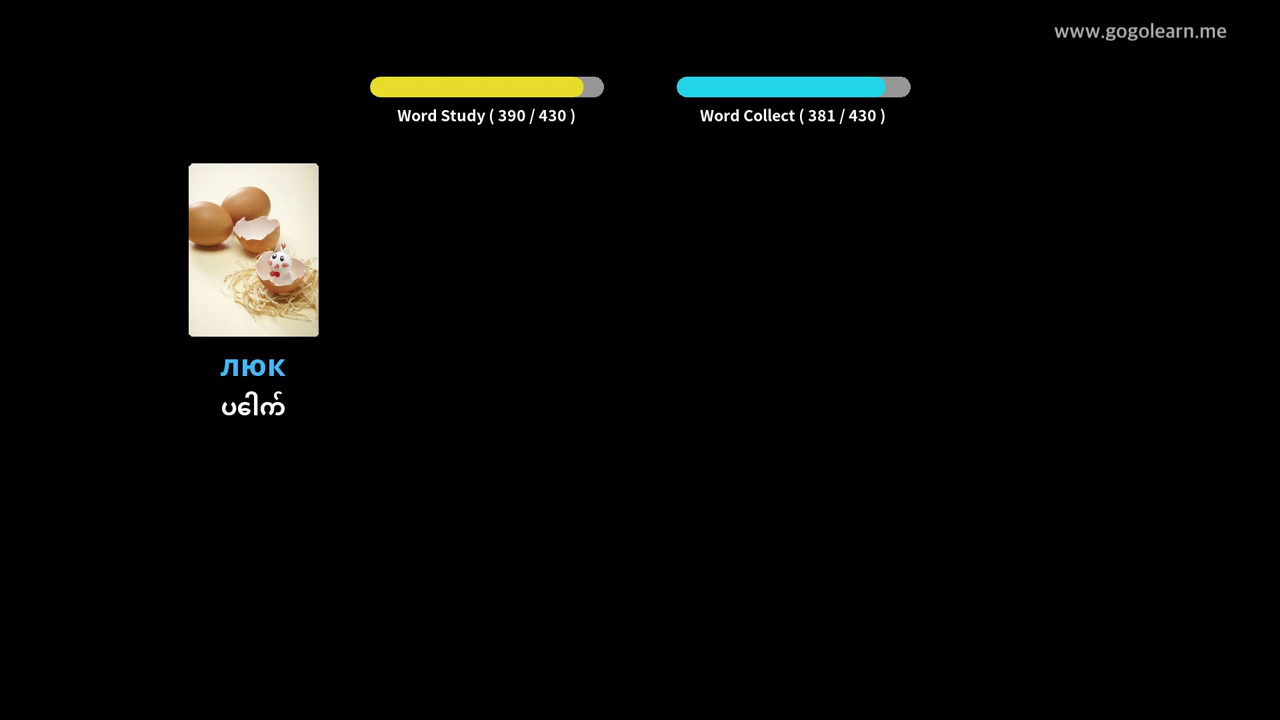 www.gogolearn.me
Word Study ( 390 / 430 )
Word Collect ( 381 / 430 )
люк
ပေါက်